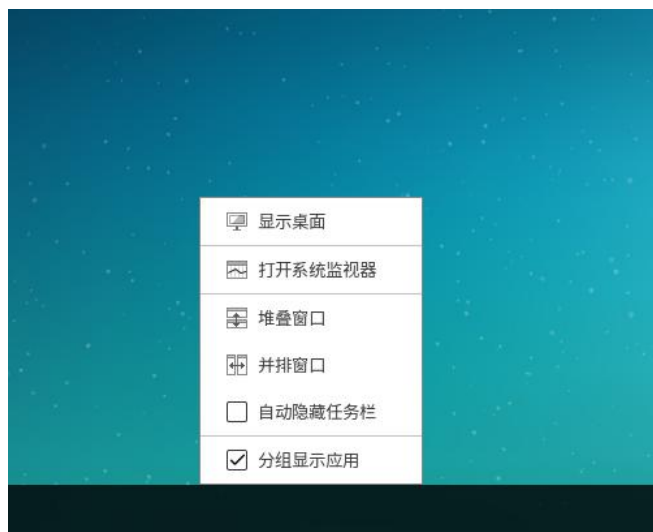 显示桌面
打开系统监视器
堆叠窗口
并排窗口
自动隐藏任务栏
分组显示应用